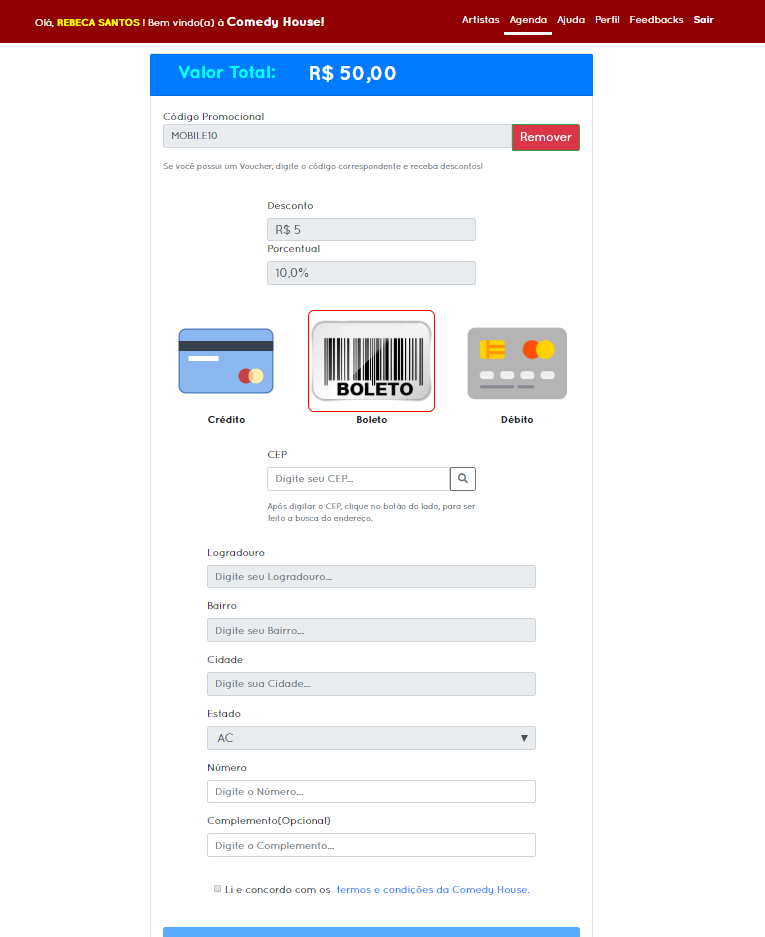 Olá, REBECA SANTOS ! Bem vindo(a) à Comedy House! Artistas Agenda Ajuda Perfil Feedbacks Sair
Valor Total: R$ 50,00
Código Promocional
MOBILE10 Remover
Se você possui um Voucher, digite o código correspondente e receba descontos!
Desconto
R$ 5
Porcentual
10,0%
BOLETO
Crédito Boleto Débito
CEP
Digite seu CEP...
Após digitar o CEP, clique no botão do lado, para ser
feito a busca do endereço.
Logradouro
Digite seu Logradouro...
Bairro
Digite seu Bairro...
Cidade
Digite sua Cidade...
Estado
AC
Número
Digite o Número...
Complemento(Opcional)
Digite o Complemento...
Li e concordo com os termos e condições da Comedy House.